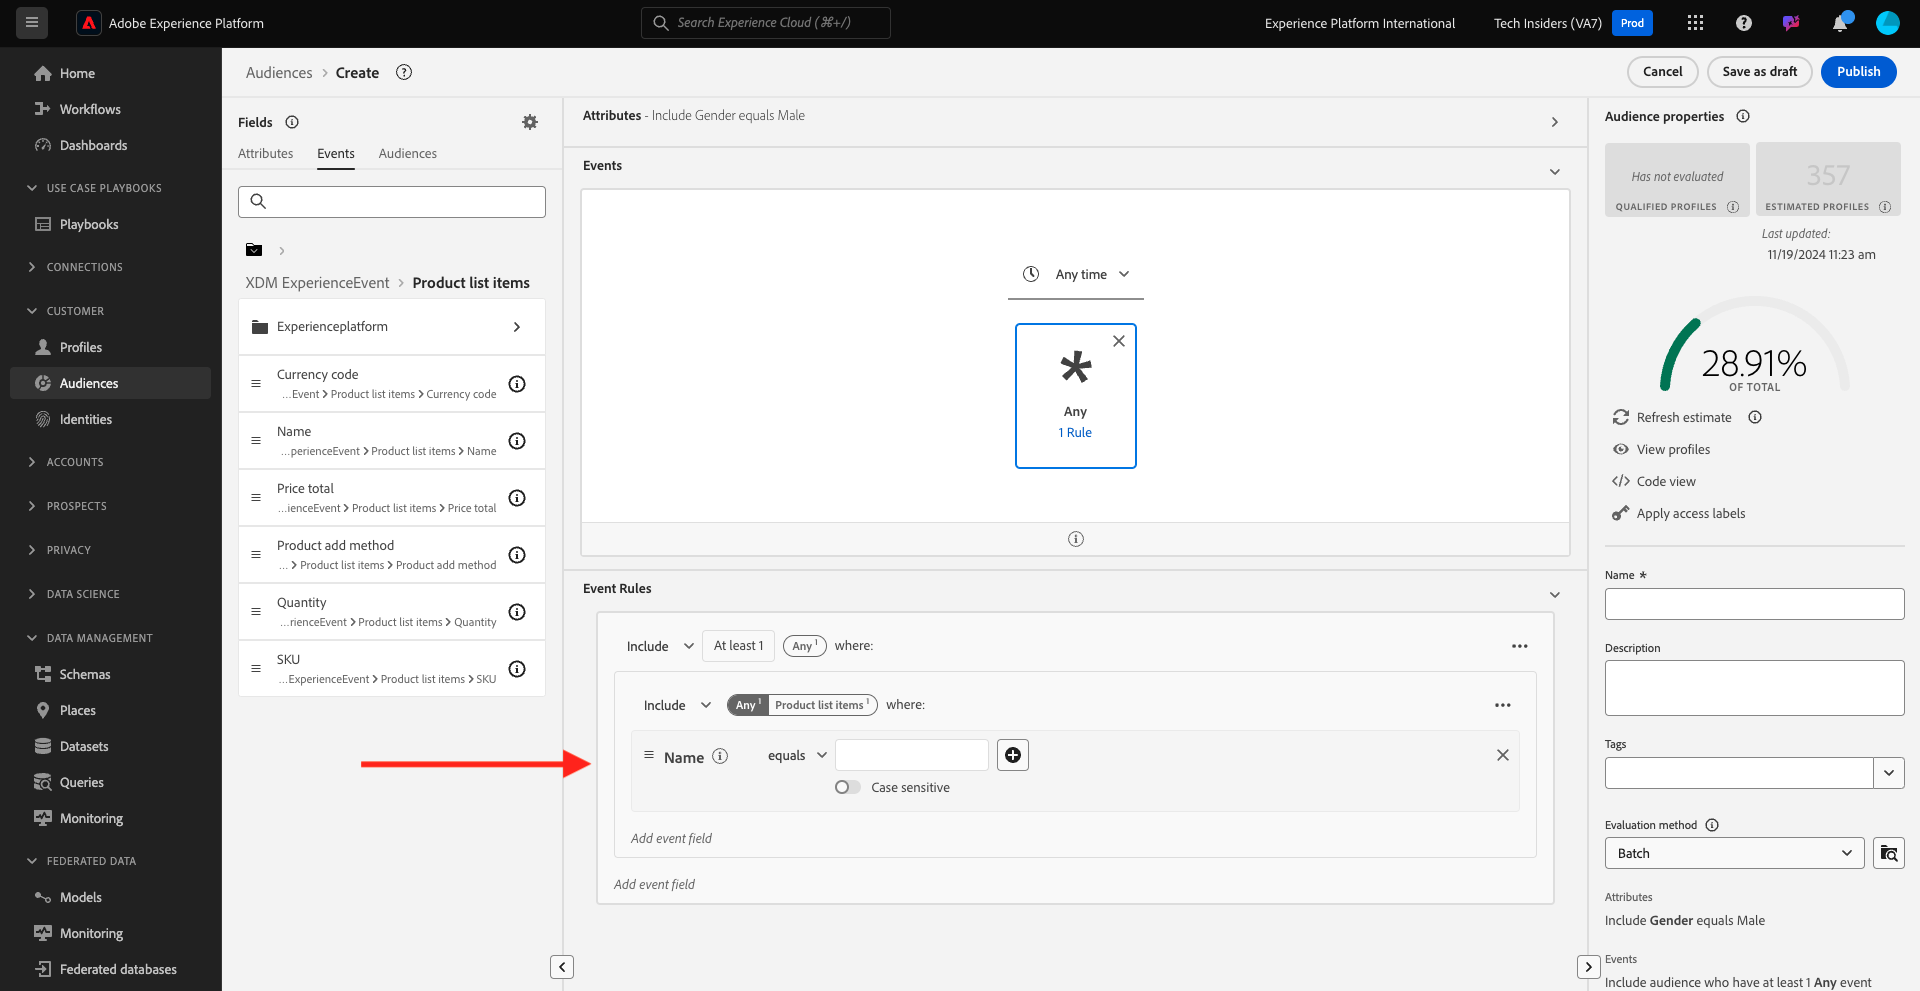 Adobe Experience Platform
Search Experience Cloud (⌘+/)
Experience Platform International
Tech Insiders (VA7)
Prod
Home
Workflows
Dashboards
USE CASE PLAYBOOKS
Playbooks
CONNECTIONS
CUSTOMER
Profiles
Audiences
Identities
ACCOUNTS
PROSPECTS
PRIVACY
DATA SCIENCE
DATA MANAGEMENT
Schemas
Places
Datasets
Queries
Monitoring
FEDERATED DATA
Models
Monitoring
Federated databases
Audiences > Create
Cancel
Save as draft
Publish
Fields
Attributes
Events
Audiences
XDM ExperienceEvent > Product list items
Experienceplatform
Currency code
...Event > Product list items > Currency code
Name
...perienceEvent > Product list items > Name
Price total
...ienceEvent > Product list items > Price total
Product add method
... > Product list items > Product add method
Quantity
...rienceEvent > Product list items > Quantity
SKU
...ExperienceEvent > Product list items > SKU
Attributes - Include Gender equals Male
Events
Any time
Any
1 Rule
Event Rules
Include At least 1 Any 1 where:
Include Any 1 Product list items 1 where:
Name equals
Case sensitive
Add event field
Add event field
Audience properties
Has not evaluated
QUALIFIED PROFILES
357
ESTIMATED PROFILES
Last updated:
11/19/2024 11:23 am
28.91%
OF TOTAL
Refresh estimate
View profiles
Code view
Apply access labels
Name *
Description
Tags
Evaluation method
Batch
Attributes
Include Gender equals Male
Events
Include audience who have at least 1 Any event